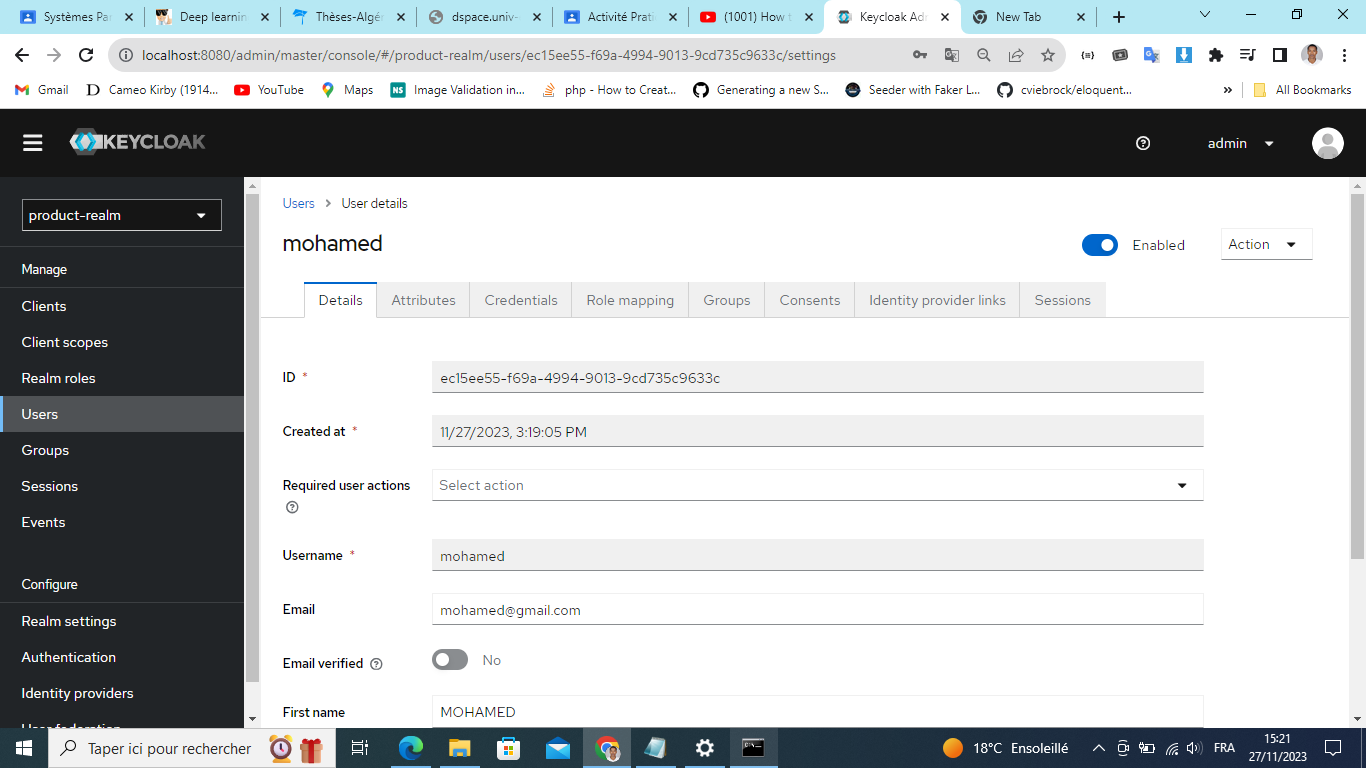 Systèmes Par
Deep learnin
Thèses-Algé
dspace.univ-
Activité Prati
(1001) How t
Keycloak Adr
New Tab
localhost:8080/admin/master/console/#/product-realm/users/ec15ee55-f69a-4994-9013-9cd735c9633c/settings
Gmail
Cameo Kirby (1914...
YouTube
Maps
Image Validation in...
php - How to Creat...
Generating a new S...
Seeder with Faker L...
cviebrock/eloquent...
All Bookmarks
KEYCLOAK
admin
product-realm
Manage
Clients
Client scopes
Realm roles
Users
Groups
Sessions
Events
Configure
Realm settings
Authentication
Identity providers
User federation
Users > User details
mohamed
Enabled
Action
Details
Attributes
Credentials
Role mapping
Groups
Consents
Identity provider links
Sessions
ID *
ec15ee55-f69a-4994-9013-9cd735c9633c
Created at *
11/27/2023, 3:19:05 PM
Required user actions
Select action
Username *
mohamed
Email
mohamed@gmail.com
Email verified
No
First name
MOHAMED
Taper ici pour rechercher
18°C Ensoleillé
FRA
15:21
27/11/2023